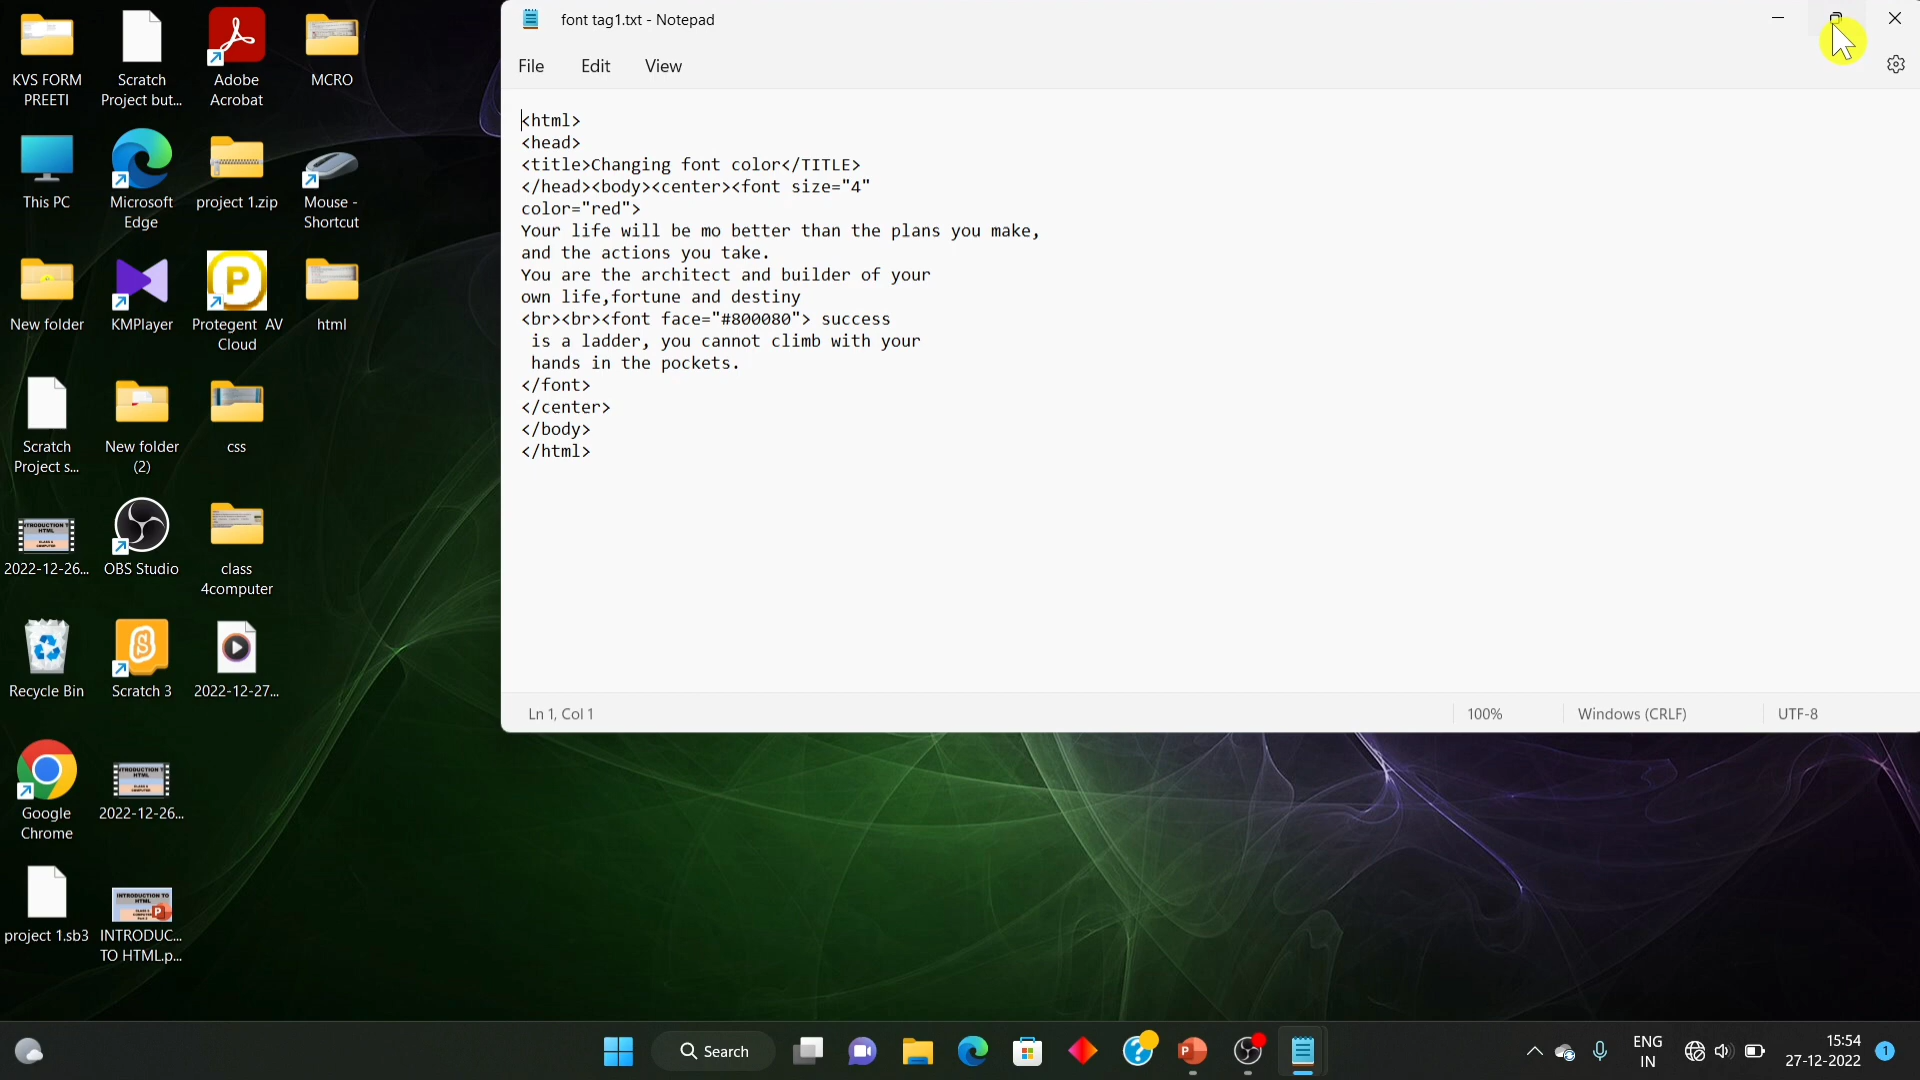 font tag1.txt - Notepad
File Edit View
<html>
<head>
<title>Changing font color</TITLE>
</head><body><center><font size="4"
color="red">
Your life will be mo better than the plans you make,
and the actions you take.
You are the architect and builder of your
own life,fortune and destiny
<br><br><font face="#800080"> success
is a ladder, you cannot climb with your
hands in the pockets.
</font>
</center>
</body>
</html>
Ln 1, Col 1
100%
Windows (CRLF)
UTF-8
KVS FORM
PREETI
Scratch
Project but...
Adobe
Acrobat
MCRO
This PC
Microsoft
Edge
project 1.zip
Mouse -
Shortcut
New folder
KMPlayer
Protegent AV
Cloud
html
Scratch
Project s...
New folder
(2)
css
2022-12-26...
OBS Studio
class
4computer
Recycle Bin
Scratch 3
2022-12-27...
Google
Chrome
2022-12-26...
project 1.sb3
INTRODUCTION TO
HTML
INTRODUC...
TO HTML.p...
Search
ENG
IN
15:54
27-12-2022
1